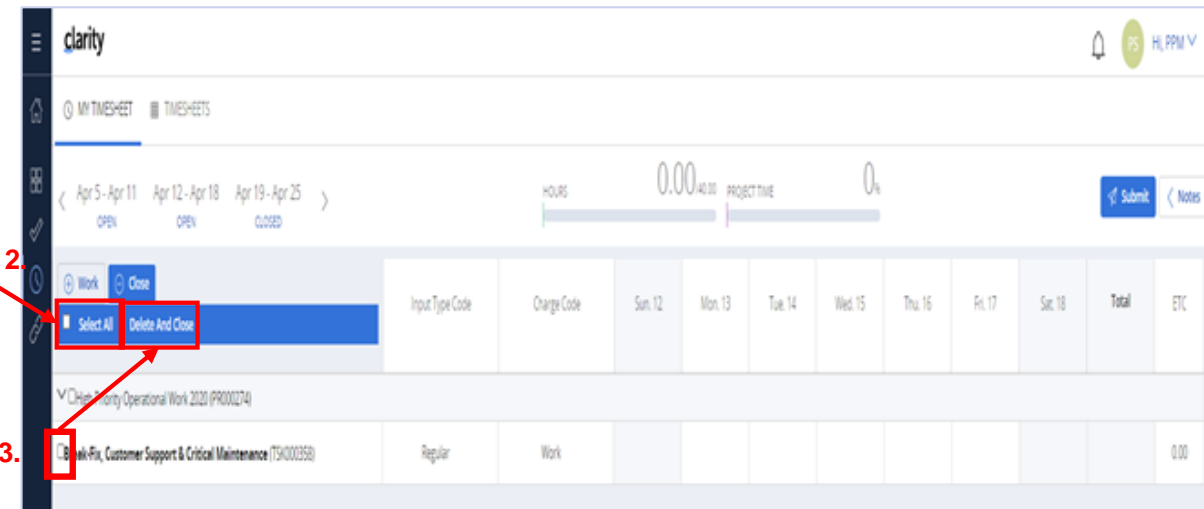 clarity
PS Hi, PPM
MY TIMESHEET TIMESHEETS
Apr 5 - Apr 11 Apr 12 - Apr 18 Apr 19 - Apr 25
OPEN OPEN CLOSED
HOURS 0.00/40.00 PROJECT TIME 0%
Submit Notes
2.
Work Close
Select All Delete And Close
Input Type Code Charge Code Sun. 12 Mon. 13 Tue. 14 Wed. 15 Thu. 16 Fri. 17 Sat. 18 Total ETC
High Priority Operational Work 2020 (PR000274)
3.
Break-Fix, Customer Support & Critical Maintenance (TSK000358) Regular Work 0.00